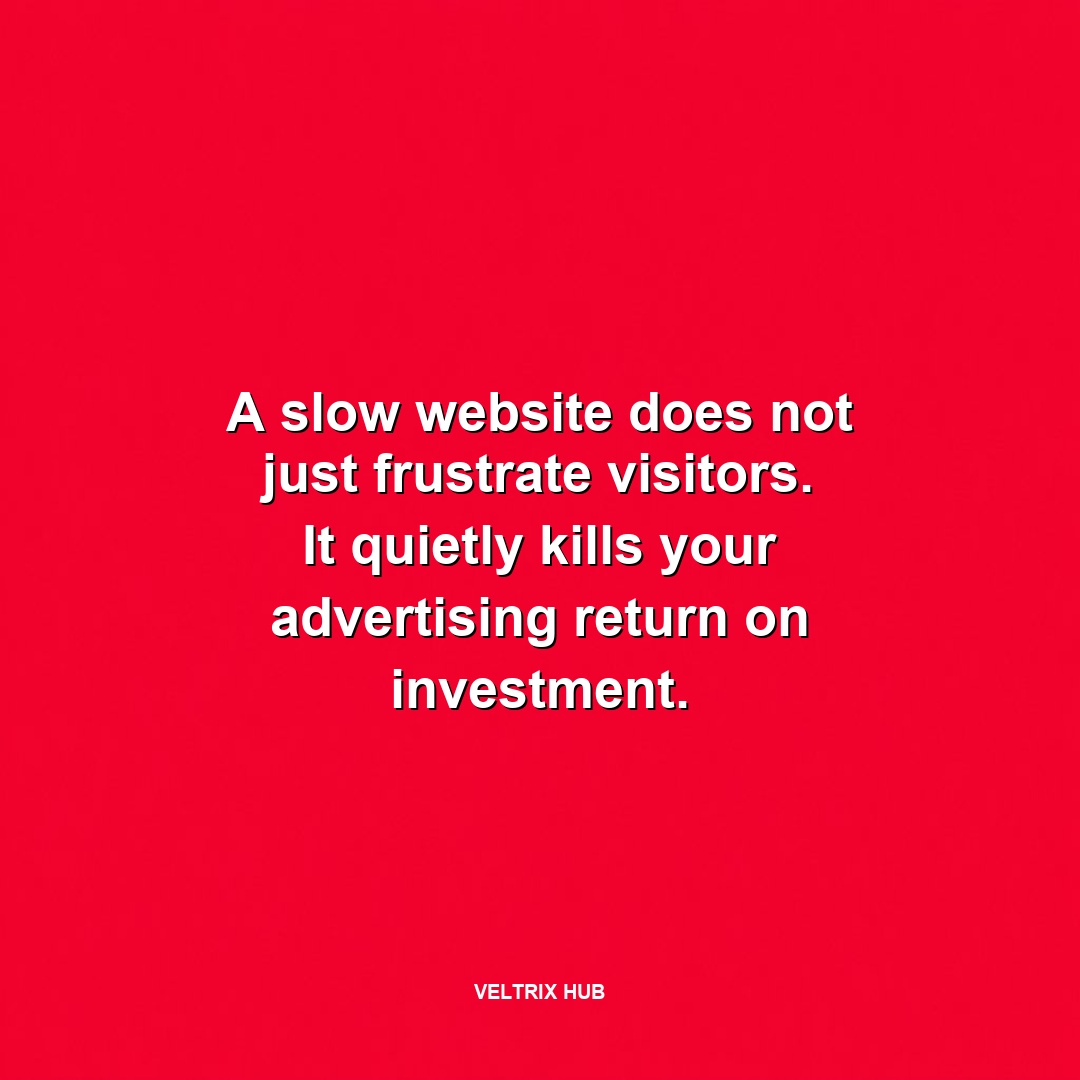 A slow website does not
just frustrate visitors.
It quietly kills your
advertising return on
investment.
VELTRIX HUB